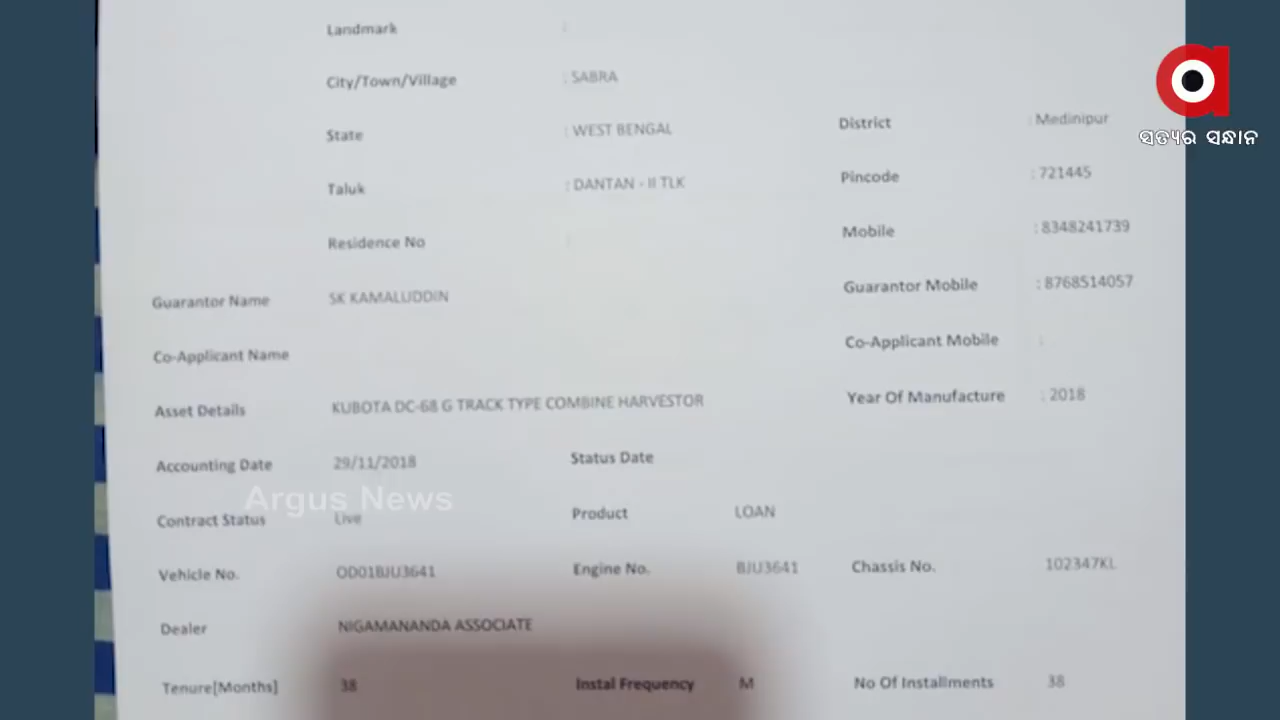 Landmark :
City/Town/Village : SABRA
State : WEST BENGAL District : Medinipur
ସତ୍ୟର ସନ୍ଧାନ
Taluk : DANTAN - II TLK Pincode : 721445
Residence No : Mobile : 8348241739
Guarantor Name SK KAMALUDDIN Guarantor Mobile : 8768514057
Co-Applicant Name Co-Applicant Mobile :
Asset Details KUBOTA DC-68 G TRACK TYPE COMBINE HARVESTOR Year Of Manufacture : 2018
Accounting Date 29/11/2018 Status Date
Argus News
Contract Status Live Product LOAN
Vehicle No. OD01BJU3641 Engine No. BJU3641 Chassis No. 102347KL
Dealer NIGAMANANDA ASSOCIATE
Tenure[Months] 38 Instal Frequency M No Of Installments 38